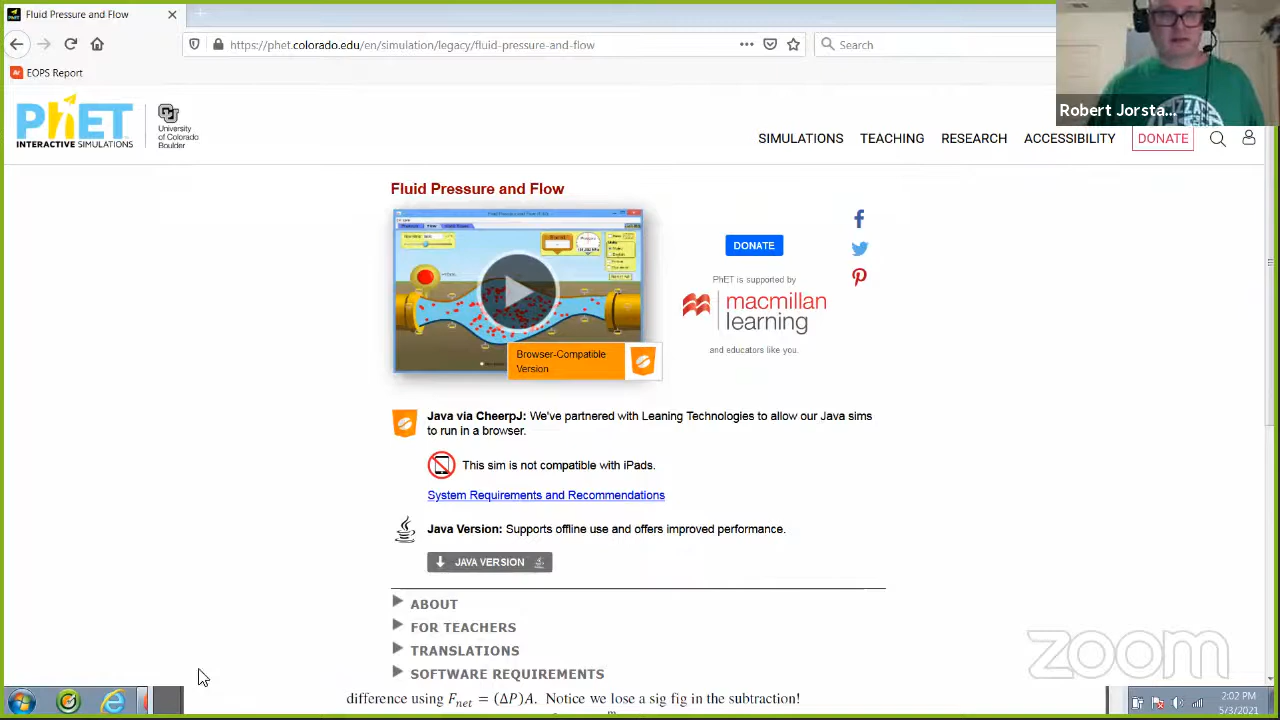 Fluid Pressure and Flow
https://phet.colorado.edu/en/simulation/legacy/fluid-pressure-and-flow
Search
EOPS Report
Robert Jorsta...
PhET
INTERACTIVE SIMULATIONS
University
of Colorado
Boulder
SIMULATIONS TEACHING RESEARCH ACCESSIBILITY DONATE
Fluid Pressure and Flow
Browser-Compatible
Version
DONATE
PhET is supported by
macmillan
learning
and educators like you.
Java via CheerpJ: We've partnered with Leaning Technologies to allow our Java sims
to run in a browser.
This sim is not compatible with iPads.
System Requirements and Recommendations
Java Version: Supports offline use and offers improved performance.
JAVA VERSION
ABOUT
FOR TEACHERS
TRANSLATIONS
SOFTWARE REQUIREMENTS
zoom
difference using F_net = (ΔP)A. Notice we lose a sig fig in the subtraction!
2:02 PM
5/3/2021